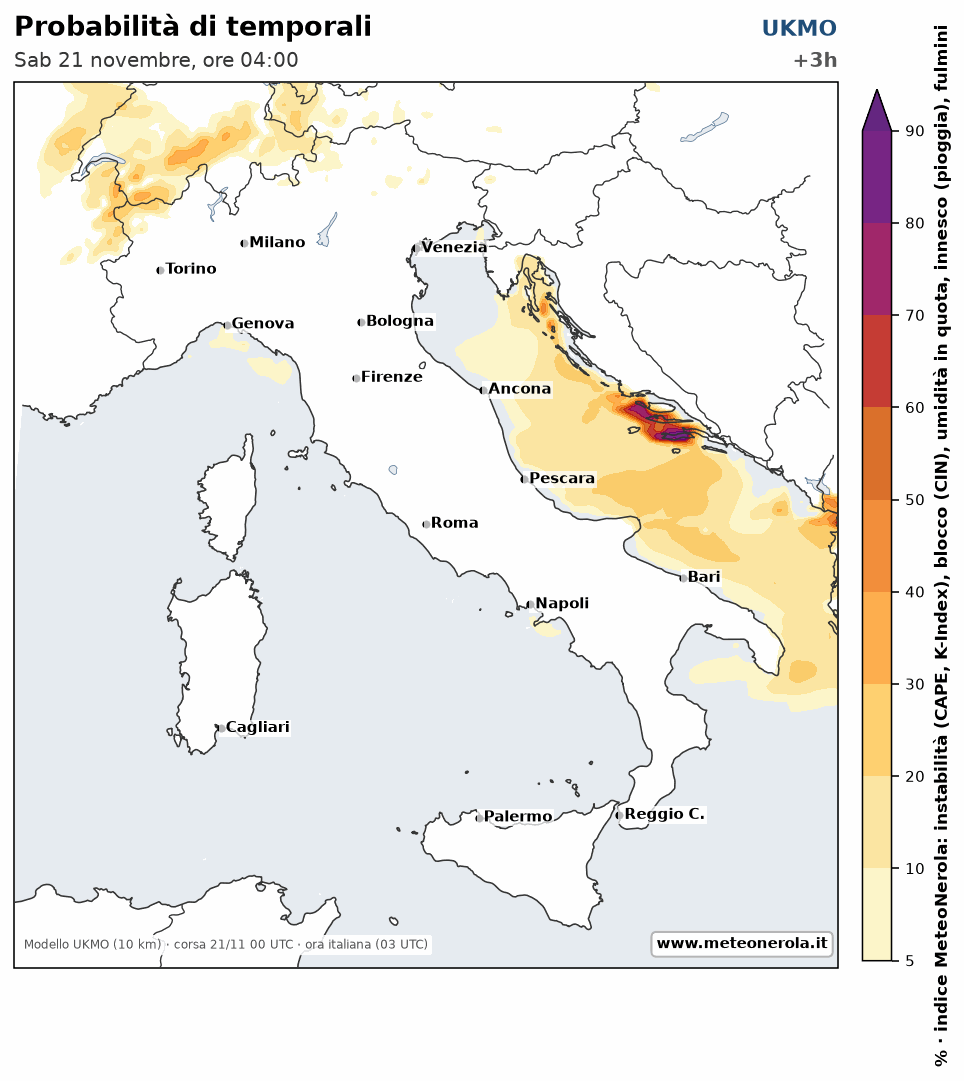 Probabilità di temporali
UKMO
Sab 21 novembre, ore 04:00
+3h
Milano
Venezia
Torino
Genova
Bologna
Firenze
Ancona
Pescara
Roma
Bari
Napoli
Cagliari
Palermo
Reggio C.
Modello UKMO (10 km) · corsa 21/11 00 UTC · ora italiana (03 UTC)
www.meteonerola.it
90
80
70
60
50
40
30
20
10
5
% · indice MeteoNerola: instabilità (CAPE, K-Index), blocco (CIN), umidità in quota, innesco (pioggia), fulmini